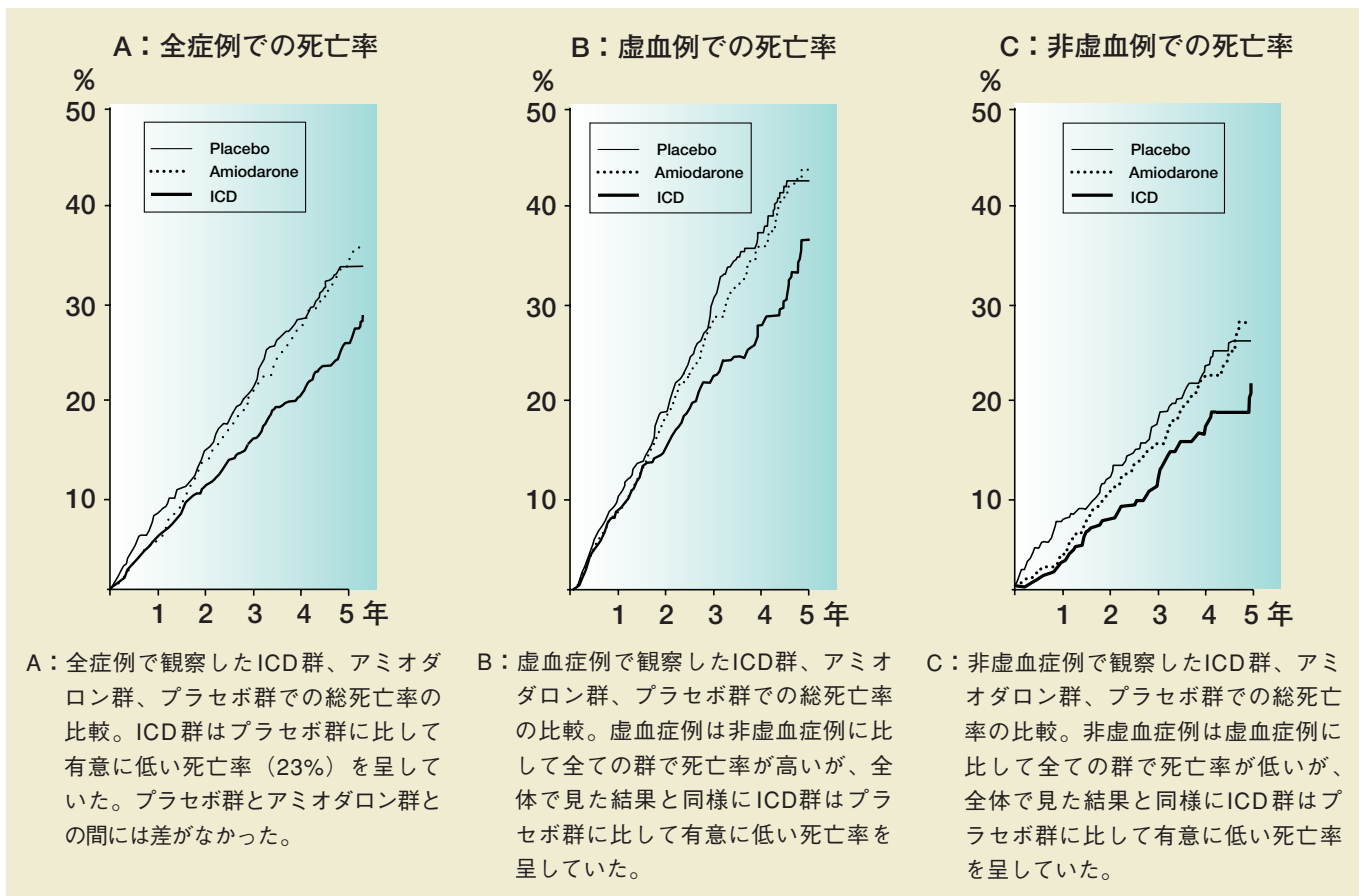 A：全症例での死亡率
%
50
40
30
20
10
Placebo
Amiodarone
ICD
1 2 3 4 5 年
A：全症例で観察したICD群、アミオダ
ロン群、プラセボ群での総死亡率の
比較。ICD群はプラセボ群に比して
有意に低い死亡率（23%）を呈して
いた。プラセボ群とアミオダロン群と
の間には差がなかった。
B：虚血例での死亡率
%
50
40
30
20
10
Placebo
Amiodarone
ICD
1 2 3 4 5 年
B：虚血症例で観察したICD群、アミオ
ダロン群、プラセボ群での総死亡率
の比較。虚血症例は非虚血症例に比
して全ての群で死亡率が高いが、全
体で見た結果と同様にICD群はプラ
セボ群に比して有意に低い死亡率を
呈していた。
C：非虚血例での死亡率
%
50
40
30
20
10
Placebo
Amiodarone
ICD
1 2 3 4 5 年
C：非虚血症例で観察したICD群、アミ
オダロン群、プラセボ群での総死亡
率の比較。非虚血症例は虚血症例に
比して全ての群で死亡率が低いが、
全体で見た結果と同様にICD群はプ
ラセボ群に比して有意に低い死亡率
を呈していた。